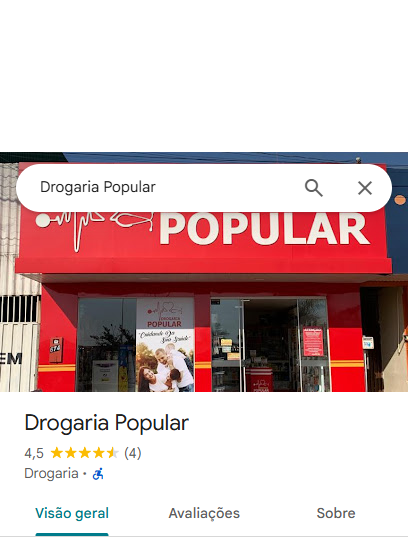 Drogaria Popular
POPULAR
DROGARIA
POPULAR
Cuidando Da
Sua Saúde
674
EM
Drogaria Popular
4,5 (4)
Drogaria ·
Visão geral Avaliações Sobre